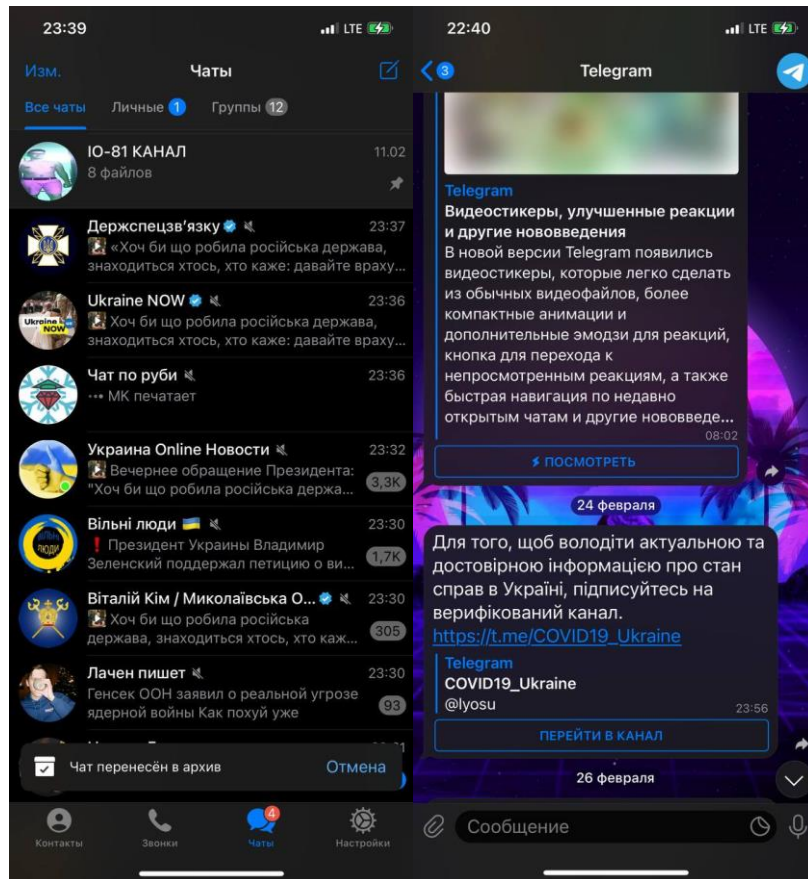 23:39
LTE
Изм.
Чаты
Все чаты
Личные 1
Группы 12
ІО-81 КАНАЛ
11.02
8 файлов
Держспецзв'язку
23:37
«Хоч би що робила російська держава,
знаходиться хтось, хто каже: давайте враху...
Ukraine NOW
23:36
Хоч би що робила російська держава,
знаходиться хтось, хто каже: давайте враху...
Чат по руби
23:36
МК печатает
Украина Online Новости
23:32
Вечернее обращение Президента:
"Хоч би що робила російська держа...
3,3K
Вільні люди
23:30
Президент Украины Владимир
Зеленский поддержал петицию о ви...
1,7K
Віталій Кім / Миколаївська О...
23:30
Хоч би що робила російська
держава, знаходиться хтось, хто каж...
305
Лачен пишет
23:30
Генсек ООН заявил о реальной угрозе
ядерной войны Как похуй уже
93
Чат перенесён в архив
Отмена
4
Контакты
Звонки
Чаты
Настройки
22:40
LTE
3
Telegram
Telegram
Видеостикеры, улучшенные реакции
и другие нововведения
В новой версии Telegram появились
видеостикеры, которые легко сделать
из обычных видеофайлов, более
компактные анимации и
дополнительные эмодзи для реакций,
кнопка для перехода к
непросмотренным реакциям, а также
быстрая навигация по недавно
открытым чатам и другие нововведе...
08:02
ПОСМОТРЕТЬ
24 февраля
Для того, щоб володіти актуальною та
достовірною інформацією про стан
справ в Україні, підписуйтесь на
верифікований канал.
https://t.me/COVID19_Ukraine
Telegram
COVID19_Ukraine
@lyosu
23:56
ПЕРЕЙТИ В КАНАЛ
26 февраля
Сообщение